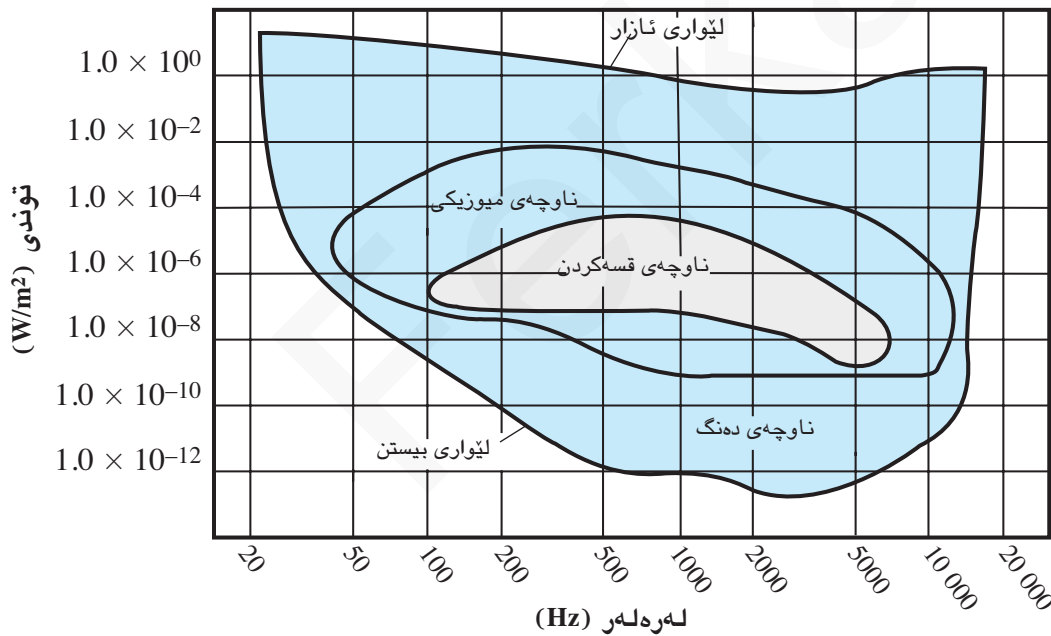 لێواری ئازار
1.0 × 10⁰
1.0 × 10⁻²
1.0 × 10⁻⁴
1.0 × 10⁻⁶
1.0 × 10⁻⁸
1.0 × 10⁻¹⁰
1.0 × 10⁻¹²
توندی (W/m²)
ناوچەی میوزیکی
ناوچەی قسەکردن
ناوچەی دەنگ
لێواری بیستن
20 50 100 200 500 1000 2000 5000 10 000 20 000
لەرەلەر (Hz)